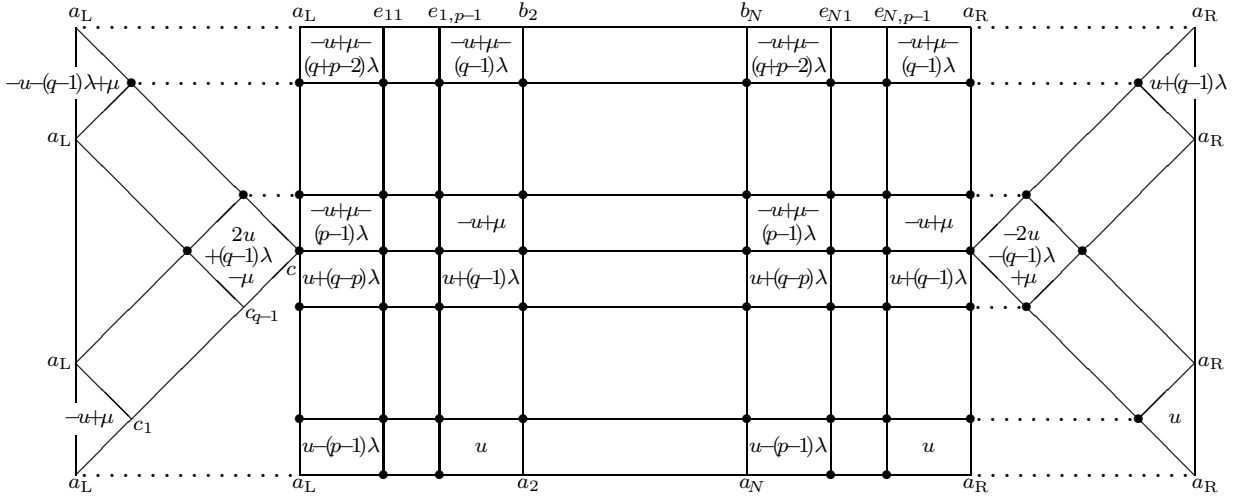 a_L a_L e_{11} e_{1,p−1} b_2 b_N e_{N1} e_{N,p−1} a_R a_R
−u+μ− −u+μ− −u+μ− −u+μ−
(q+p−2)λ (q−1)λ (q+p−2)λ (q−1)λ
−u−(q−1)λ+μ u+(q−1)λ
a_L a_R
−u+μ− −u+μ−
(p−1)λ −u+μ (p−1)λ −u+μ
2u −2u
+(q−1)λ −(q−1)λ
−μ +μ
c u+(q−p)λ u+(q−1)λ u+(q−p)λ u+(q−1)λ
c_{q−1}
a_L a_R
−u+μ c_1 u
u−(p−1)λ u u−(p−1)λ u
a_L a_L a_2 a_N a_R a_R